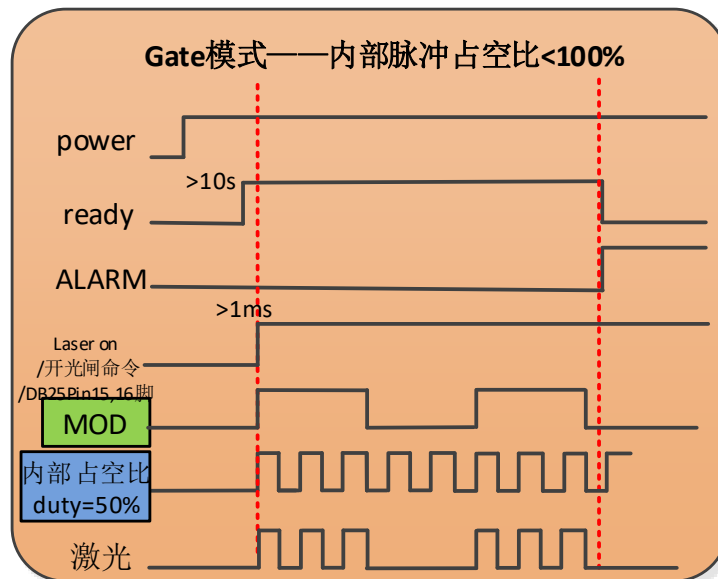 Gate模式——内部脉冲占空比<100%
power
>10s
ready
ALARM
>1ms
Laser on
/开光闸命令
/DB25Pin15,16脚
MOD
内部占空比
duty=50%
激光